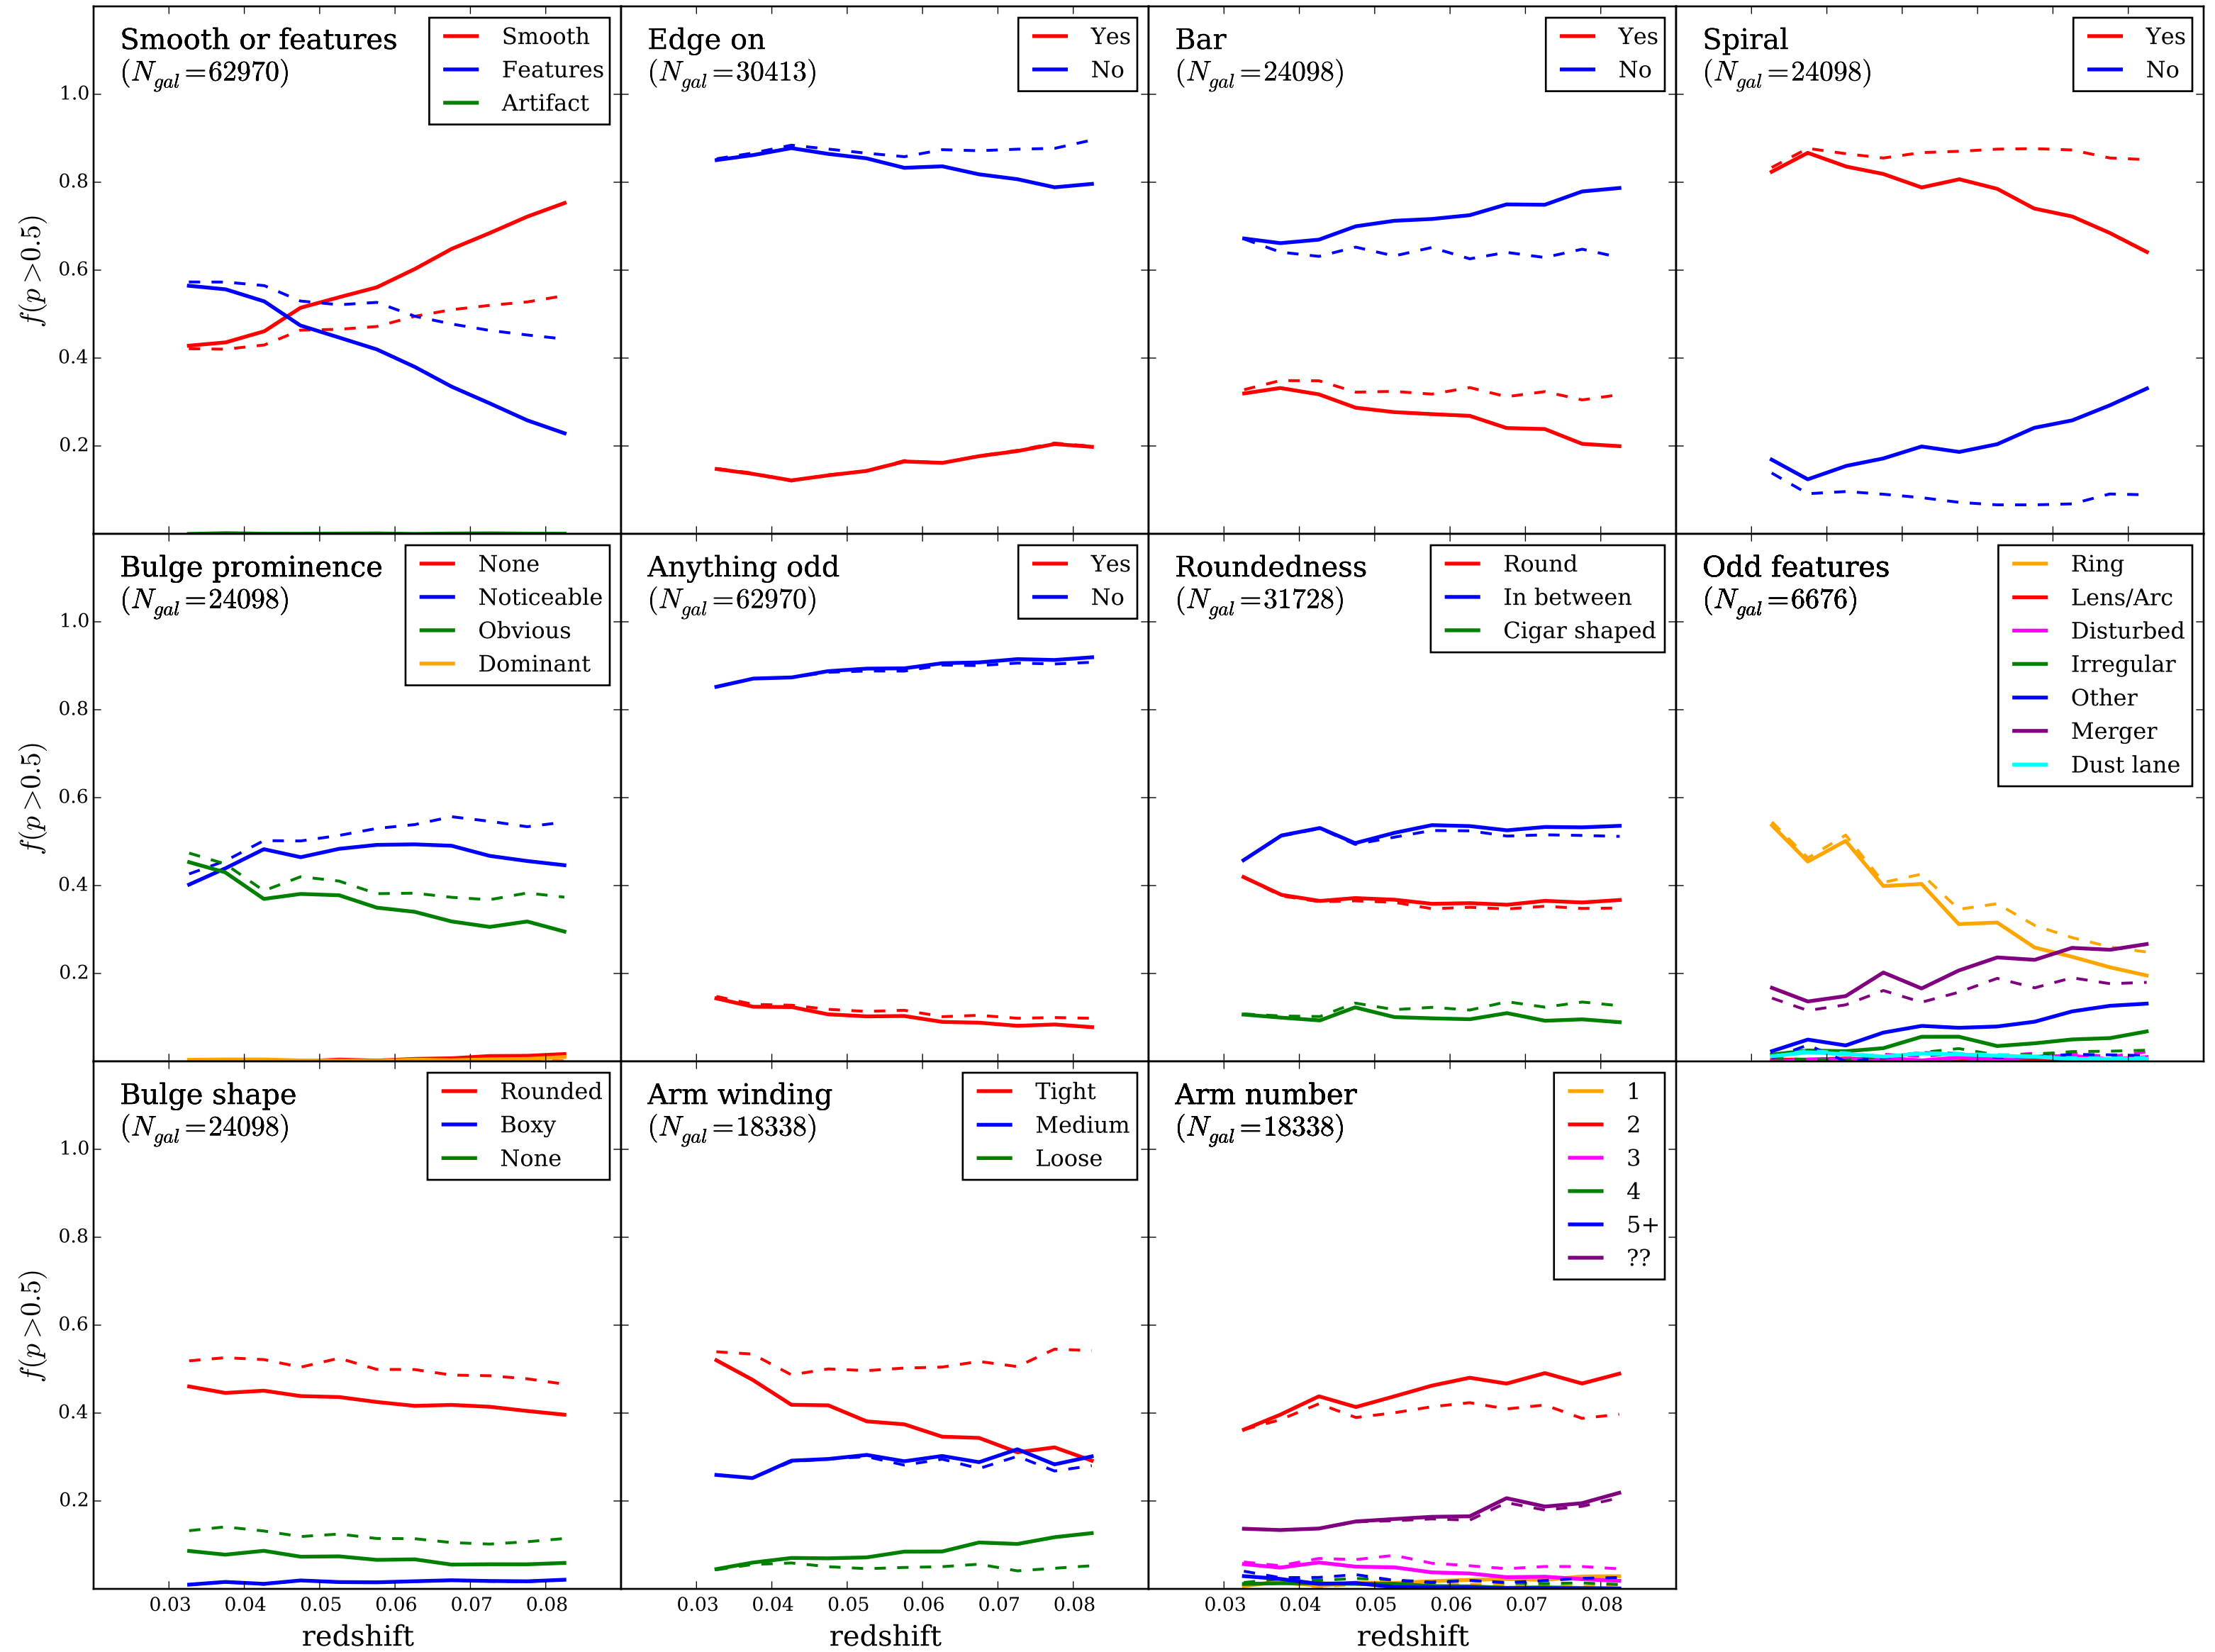 Smooth or features
(N_gal=62970)
Smooth
Features
Artifact
Edge on
(N_gal=30413)
Yes
No
Bar
(N_gal=24098)
Yes
No
Spiral
(N_gal=24098)
Yes
No
f(p>0.5)
1.0
0.8
0.6
0.4
0.2
Bulge prominence
(N_gal=24098)
None
Noticeable
Obvious
Dominant
Anything odd
(N_gal=62970)
Yes
No
Roundedness
(N_gal=31728)
Round
In between
Cigar shaped
Odd features
(N_gal=6676)
Ring
Lens/Arc
Disturbed
Irregular
Other
Merger
Dust lane
f(p>0.5)
1.0
0.8
0.6
0.4
0.2
Bulge shape
(N_gal=24098)
Rounded
Boxy
None
Arm winding
(N_gal=18338)
Tight
Medium
Loose
Arm number
(N_gal=18338)
1
2
3
4
5+
??
f(p>0.5)
1.0
0.8
0.6
0.4
0.2
0.03 0.04 0.05 0.06 0.07 0.08
redshift
0.03 0.04 0.05 0.06 0.07 0.08
redshift
0.03 0.04 0.05 0.06 0.07 0.08
redshift